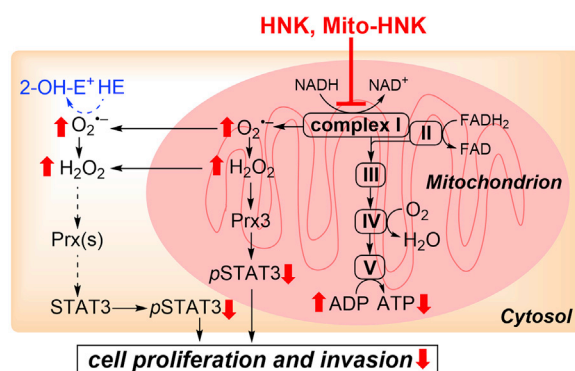 HNK, Mito-HNK
NADH NAD⁺
2-OH-E⁺ HE
O₂•− O₂•− complex I II FADH₂
FAD
H₂O₂ H₂O₂ III Mitochondrion
Prx(s) Prx3 IV O₂
H₂O
pSTAT3 V
STAT3 pSTAT3 ADP ATP
Cytosol
cell proliferation and invasion